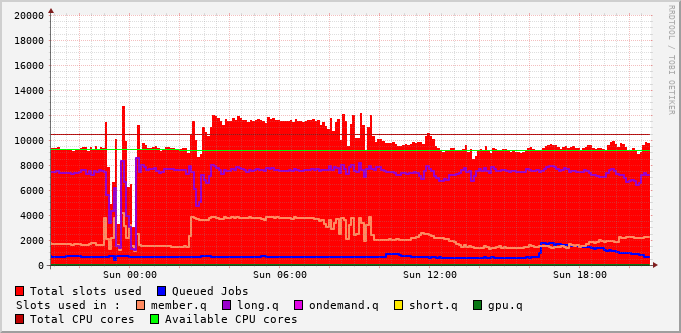 20000
18000
16000
14000
12000
10000
8000
6000
4000
2000
0
Sun 00:00 Sun 06:00 Sun 12:00 Sun 18:00
RRDTOOL / TOBI OETIKER
Total slots used Queued Jobs
Slots used in : member.q long.q ondemand.q short.q gpu.q
Total CPU cores Available CPU cores